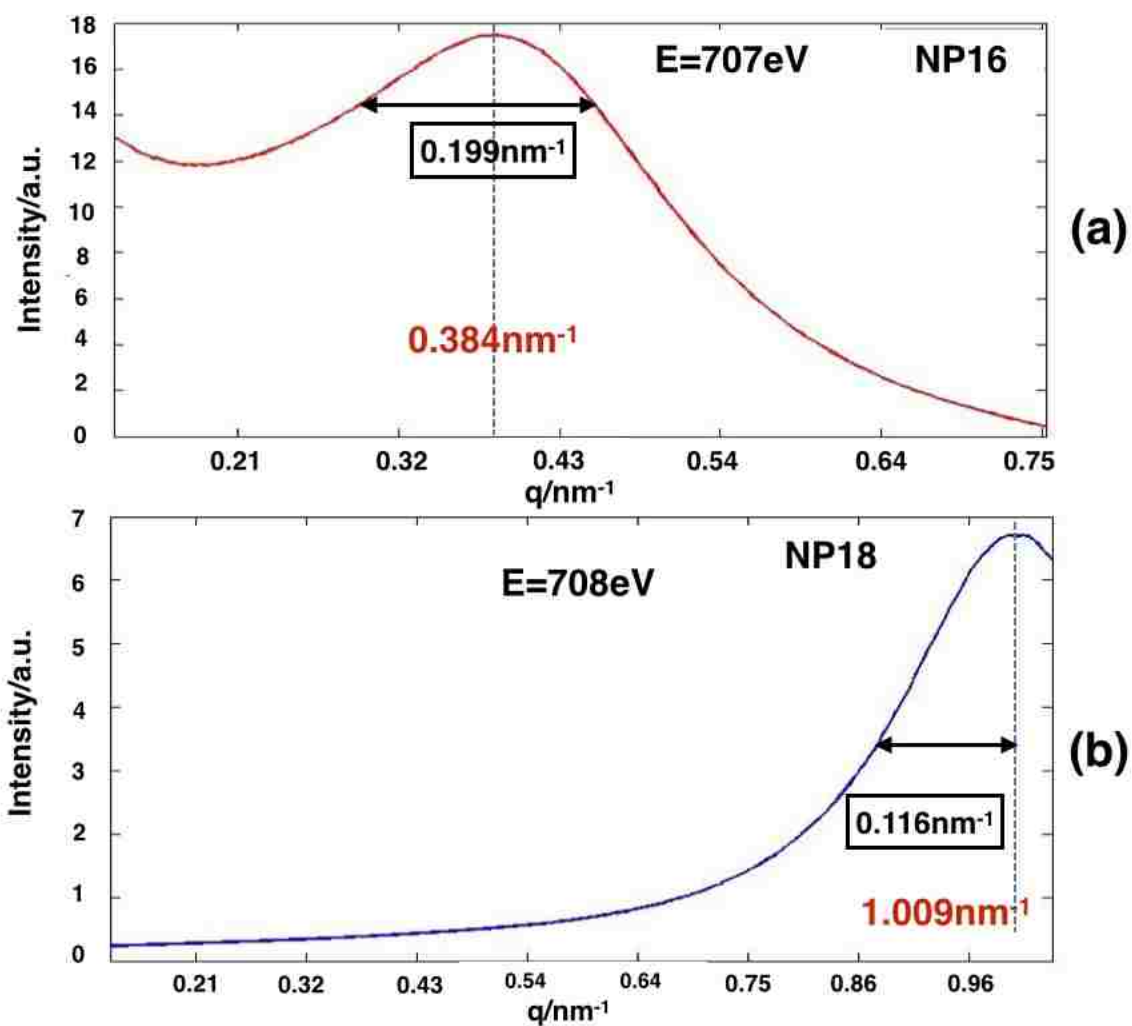 18
16
14
12
10
8
6
4
2
0
Intensity/a.u.
E=707eV
NP16
0.199nm⁻¹
0.384nm⁻¹
(a)
0.21 0.32 0.43 0.54 0.64 0.75
q/nm⁻¹
7
6
5
4
3
2
1
0
Intensity/a.u.
NP18
E=708eV
0.116nm⁻¹
1.009nm⁻¹
(b)
0.21 0.32 0.43 0.54 0.64 0.75 0.86 0.96
q/nm⁻¹